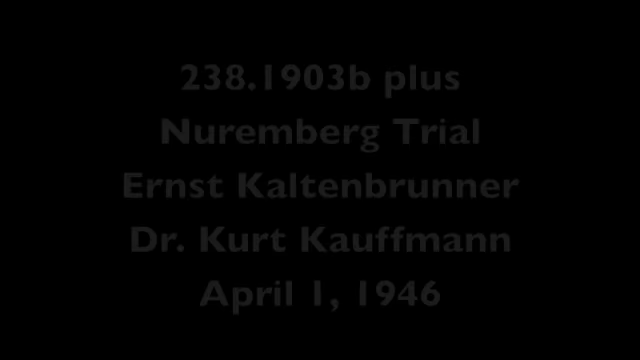 238.1903b plus
Nuremberg Trial
Ernst Kaltenbrunner
Dr. Kurt Kauffmann
April 1, 1946